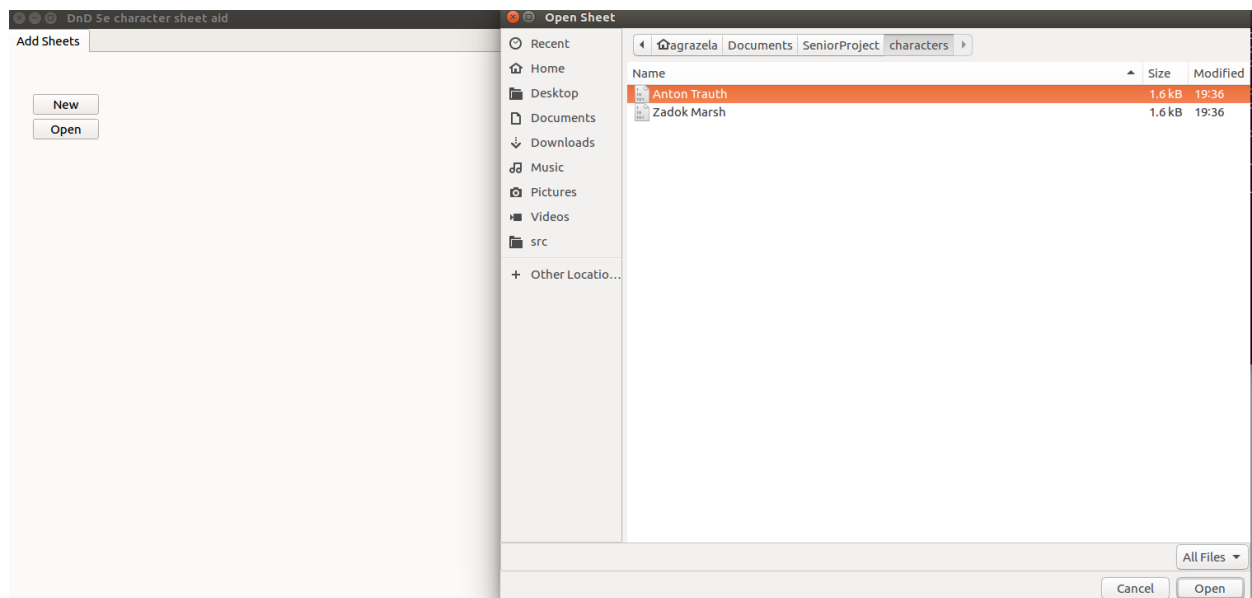 DnD 5e character sheet aid
Add Sheets
New
Open
Open Sheet
Recent
Home
Desktop
Documents
Downloads
Music
Pictures
Videos
src
+ Other Locatio...
agrazela Documents SeniorProject characters
Name Size Modified
Anton Trauth 1.6 kB 19:36
Zadok Marsh 1.6 kB 19:36
All Files
Cancel Open